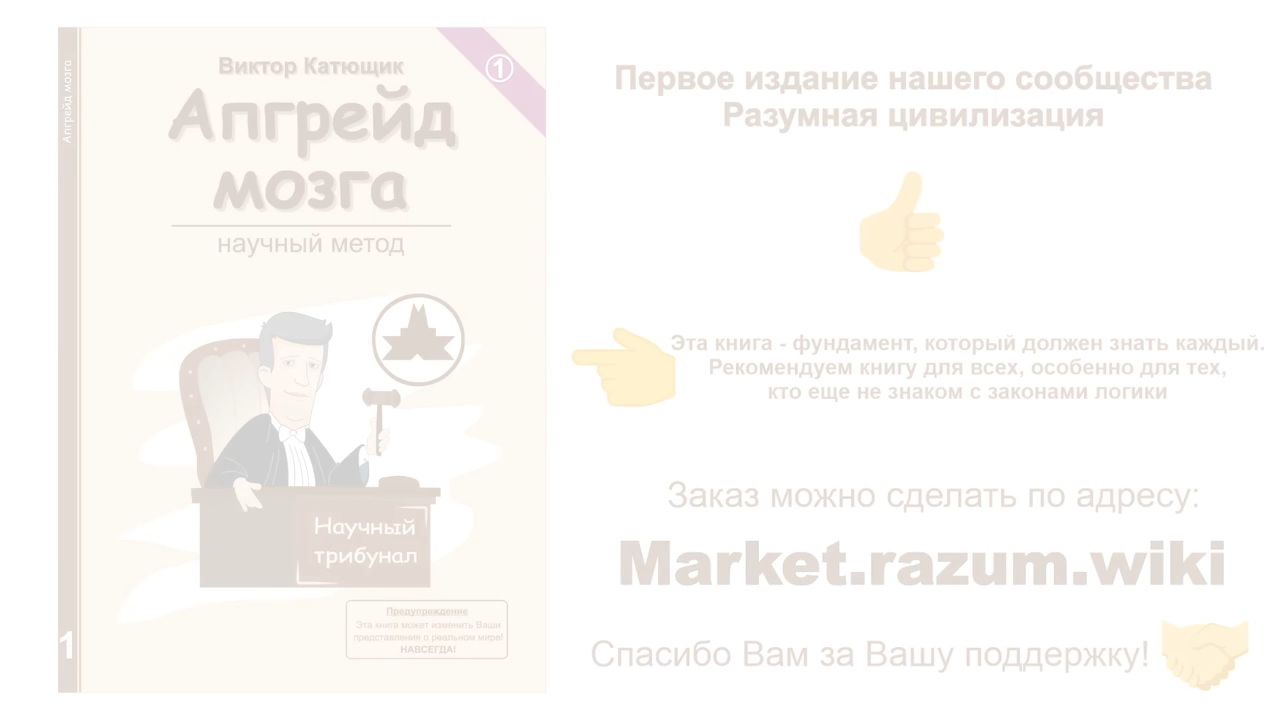 Апгрейд мозга
1
Виктор Катющик
1
Апгрейд
мозга
научный метод
Научный
трибунал
Предупреждение
Эта книга может изменить Ваши
представления о реальном мире!
НАВСЕГДА!
Первое издание нашего сообщества
Разумная цивилизация
Эта книга - фундамент, который должен знать каждый.
Рекомендуем книгу для всех, особенно для тех,
кто еще не знаком с законами логики
Заказ можно сделать по адресу:
Market.razum.wiki
Спасибо Вам за Вашу поддержку!